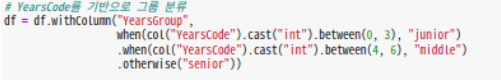 # YearsCode를 기반으로 그룹 분류
df = df.withColumn("YearsGroup",
when(col("YearsCode").cast("int").between(0, 3), "junior")
.when(col("YearsCode").cast("int").between(4, 6), "middle")
.otherwise("senior"))